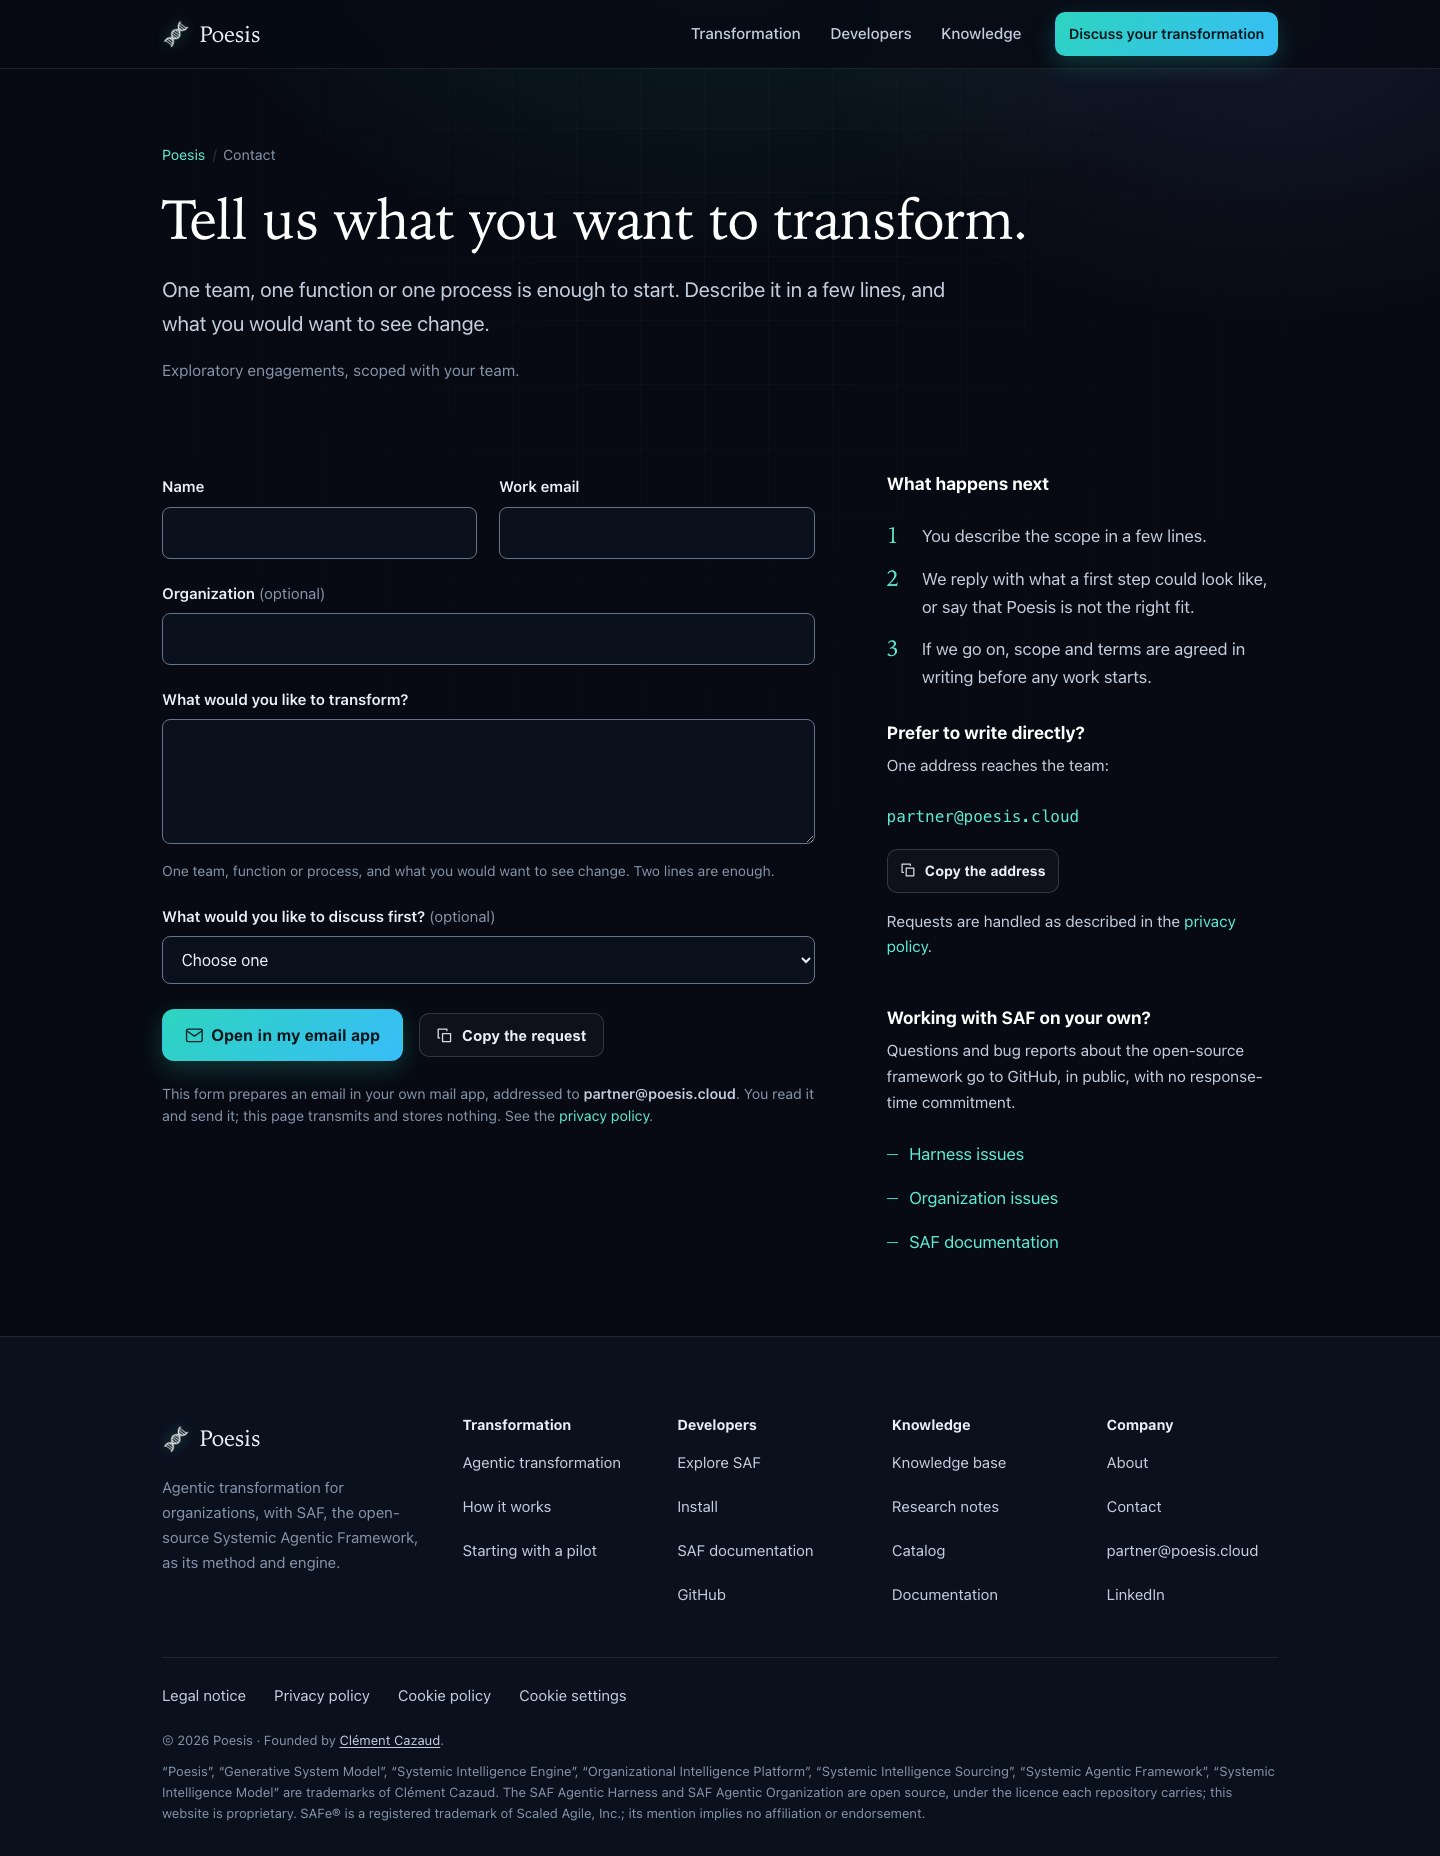 Poesis
Transformation
Developers
Knowledge
Discuss your transformation
Poesis / Contact
Tell us what you want to transform.
One team, one function or one process is enough to start. Describe it in a few lines, and
what you would want to see change.
Exploratory engagements, scoped with your team.
Name
Work email
Organization (optional)
What would you like to transform?
One team, function or process, and what you would want to see change. Two lines are enough.
What would you like to discuss first? (optional)
Choose one
Open in my email app
Copy the request
This form prepares an email in your own mail app, addressed to partner@poesis.cloud. You read it
and send it; this page transmits and stores nothing. See the privacy policy.
What happens next
1 You describe the scope in a few lines.
2 We reply with what a first step could look like,
or say that Poesis is not the right fit.
3 If we go on, scope and terms are agreed in
writing before any work starts.
Prefer to write directly?
One address reaches the team:
partner@poesis.cloud
Copy the address
Requests are handled as described in the privacy
policy.
Working with SAF on your own?
Questions and bug reports about the open-source
framework go to GitHub, in public, with no response-
time commitment.
— Harness issues
— Organization issues
— SAF documentation
Poesis
Agentic transformation for
organizations, with SAF, the open-
source Systemic Agentic Framework,
as its method and engine.
Transformation
Agentic transformation
How it works
Starting with a pilot
Developers
Explore SAF
Install
SAF documentation
GitHub
Knowledge
Knowledge base
Research notes
Catalog
Documentation
Company
About
Contact
partner@poesis.cloud
LinkedIn
Legal notice
Privacy policy
Cookie policy
Cookie settings
© 2026 Poesis · Founded by Clément Cazaud.
“Poesis”, “Generative System Model”, “Systemic Intelligence Engine”, “Organizational Intelligence Platform”, “Systemic Intelligence Sourcing”, “Systemic Agentic Framework”, “Systemic
Intelligence Model” are trademarks of Clément Cazaud. The SAF Agentic Harness and SAF Agentic Organization are open source, under the licence each repository carries; this
website is proprietary. SAFe® is a registered trademark of Scaled Agile, Inc.; its mention implies no affiliation or endorsement.